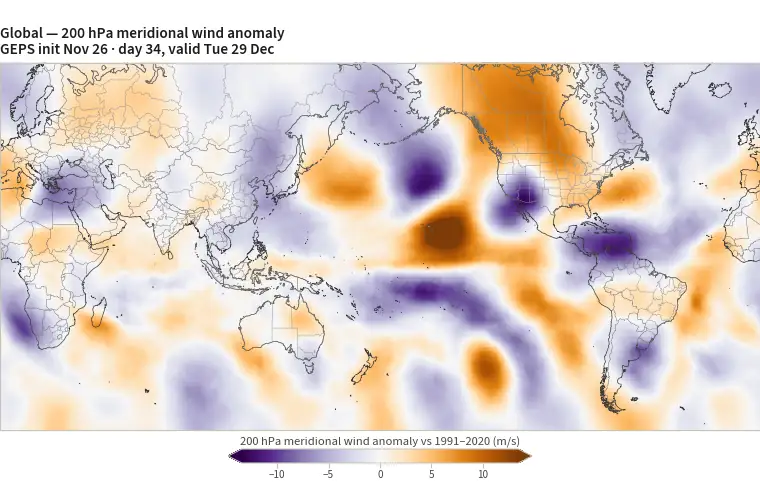 Global — 200 hPa meridional wind anomaly
GEPS init Nov 26 · day 34, valid Tue 29 Dec
200 hPa meridional wind anomaly vs 1991–2020 (m/s)
−10 −5 0 5 10